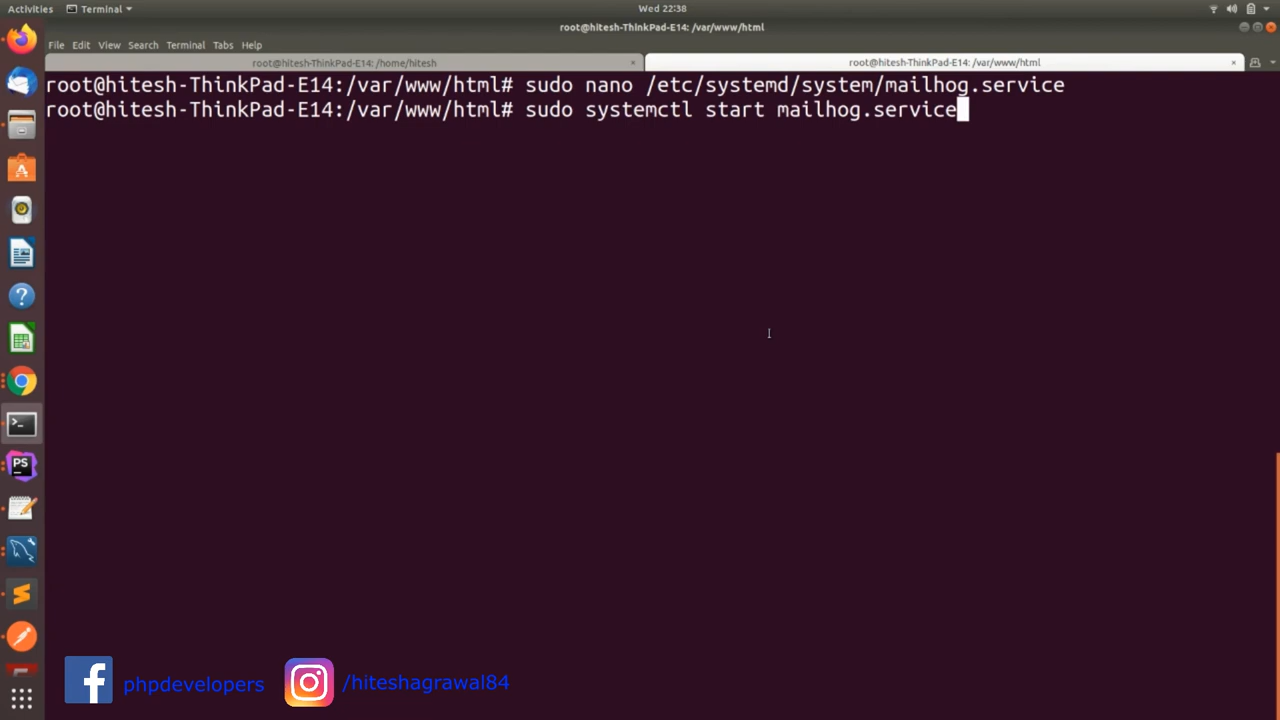 Activities Terminal Wed 22:38
root@hitesh-ThinkPad-E14: /var/www/html
File Edit View Search Terminal Tabs Help
root@hitesh-ThinkPad-E14: /home/hitesh × root@hitesh-ThinkPad-E14: /var/www/html ×
root@hitesh-ThinkPad-E14:/var/www/html# sudo nano /etc/systemd/system/mailhog.service
root@hitesh-ThinkPad-E14:/var/www/html# sudo systemctl start mailhog.service
PS
phpdevelopers /hiteshagrawal84